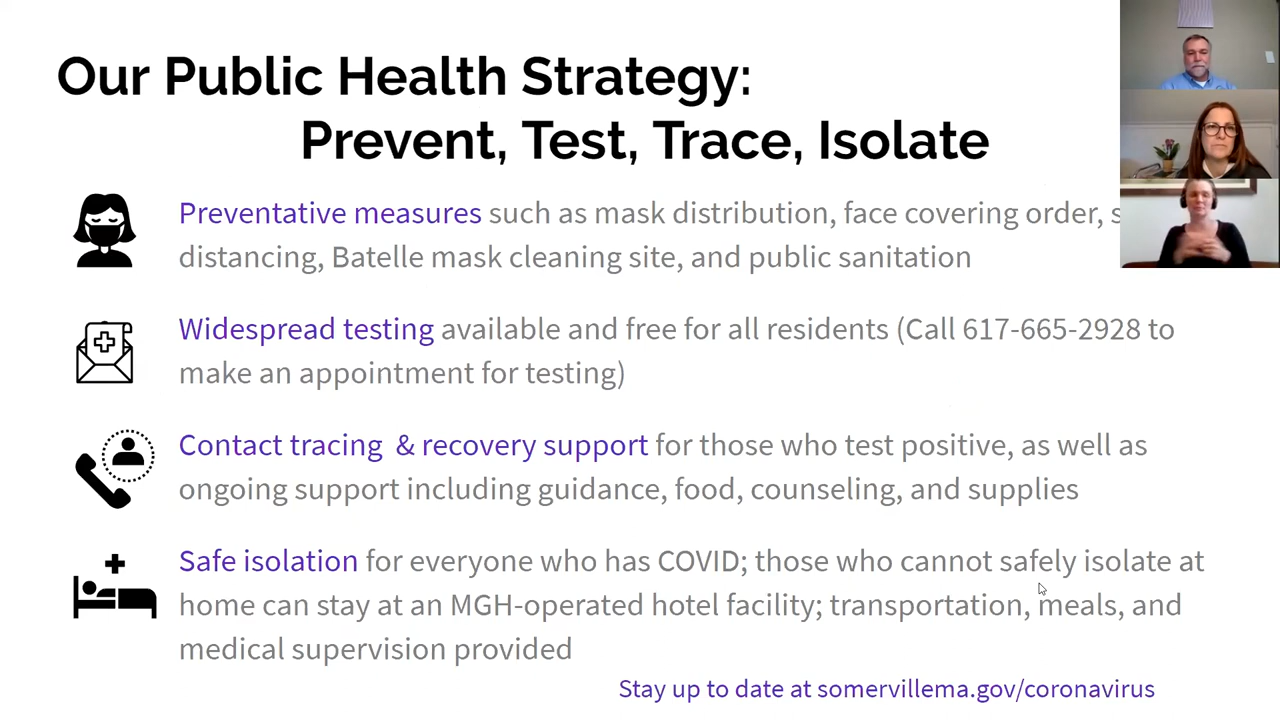 Our Public Health Strategy:
Prevent, Test, Trace, Isolate
Preventative measures such as mask distribution, face covering order,
distancing, Batelle mask cleaning site, and public sanitation
Widespread testing available and free for all residents (Call 617-665-2928 to
make an appointment for testing)
Contact tracing & recovery support for those who test positive, as well as
ongoing support including guidance, food, counseling, and supplies
Safe isolation for everyone who has COVID; those who cannot safely isolate at
home can stay at an MGH-operated hotel facility; transportation, meals, and
medical supervision provided
Stay up to date at somervillema.gov/coronavirus